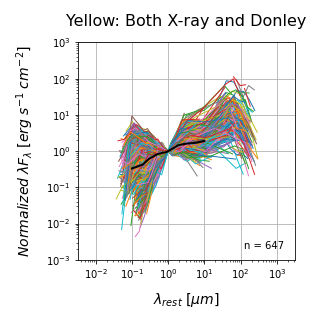 Yellow: Both X-ray and Donley
Normalized λF_λ [erg s⁻¹ cm⁻²]
10³
10²
10¹
10⁰
10⁻¹
10⁻²
10⁻³
n = 647
10⁻² 10⁻¹ 10⁰ 10¹ 10² 10³
λ_rest [μm]